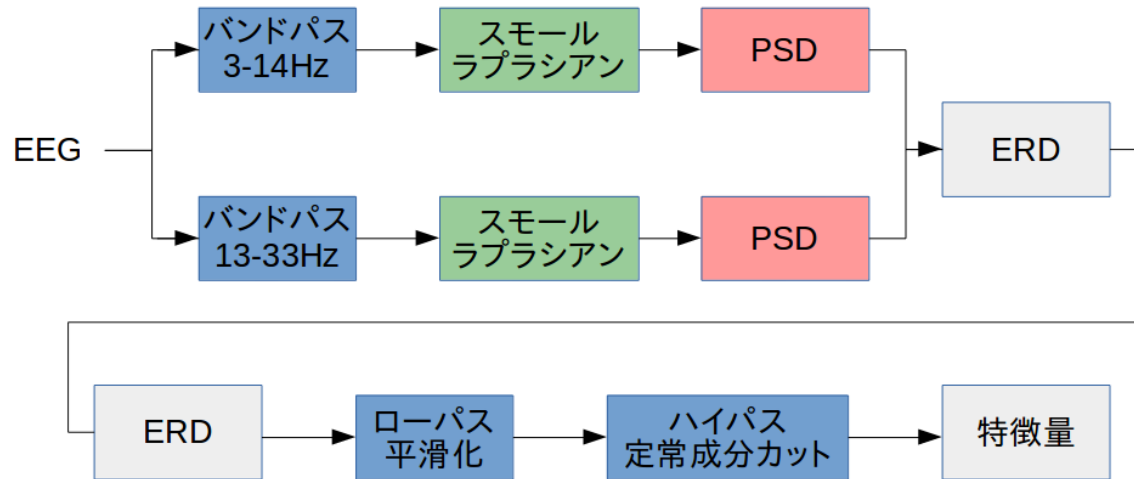 バンドパス
3-14Hz
スモール
ラプラシアン
PSD
EEG
ERD
バンドパス
13-33Hz
スモール
ラプラシアン
PSD
ERD
ローパス
平滑化
ハイパス
定常成分カット
特徴量